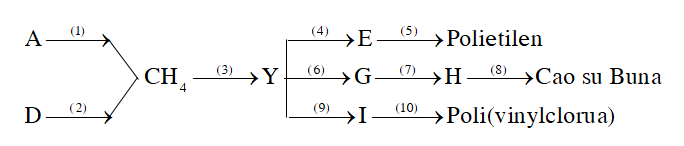 A (1) (4) E (5) Polietilen
CH₄ (3) Y (6) G (7) H (8) Cao su Buna
D (2) (9) I (10) Poli(vinylclorua)